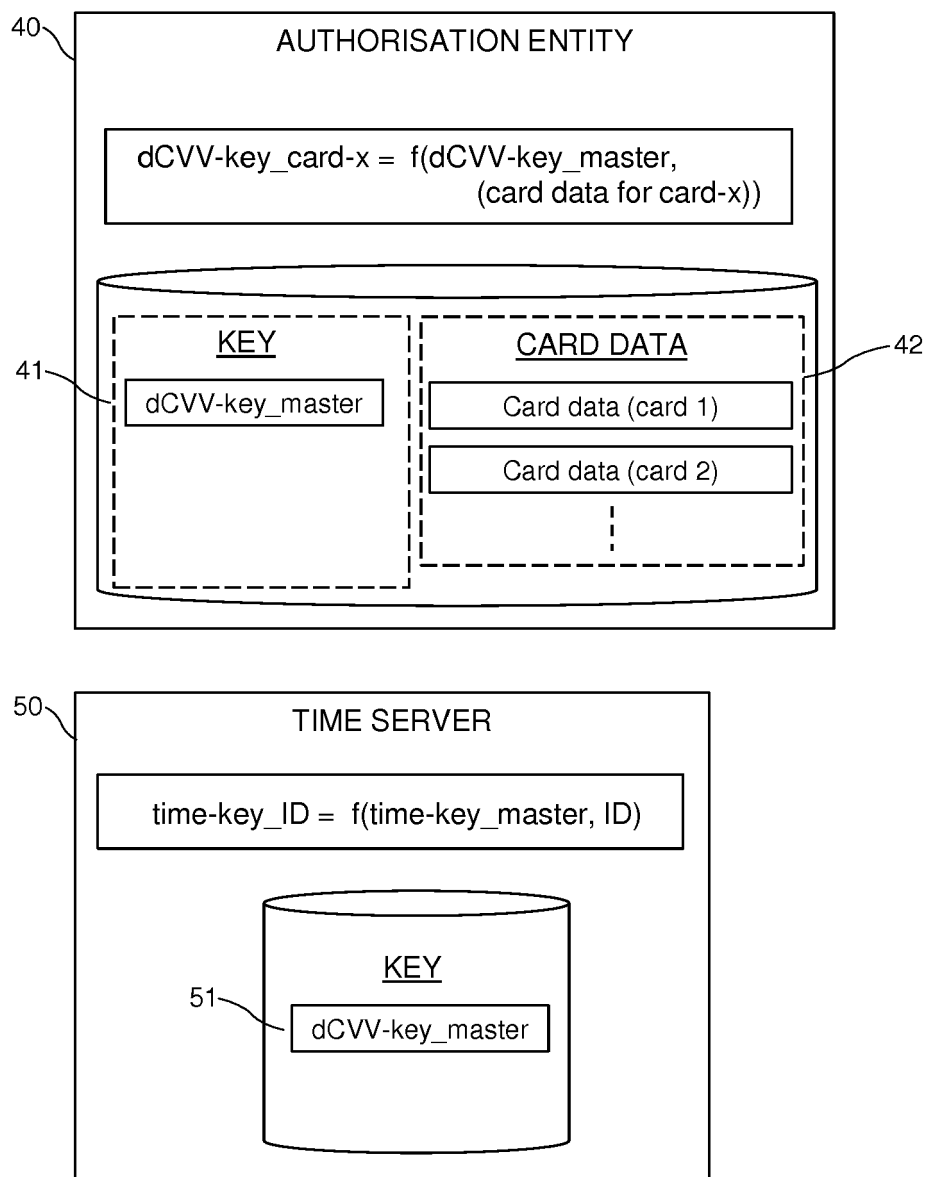 40
AUTHORISATION ENTITY
dCVV-key_card-x = f(dCVV-key_master,
(card data for card-x))
KEY
CARD DATA
42
41
dCVV-key_master
Card data (card 1)
Card data (card 2)
50
TIME SERVER
time-key_ID = f(time-key_master, ID)
KEY
51
dCVV-key_master